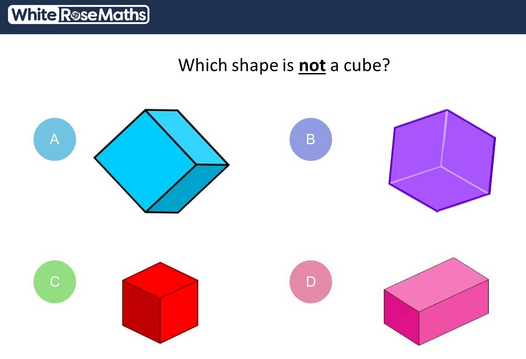 White Rose Maths
Which shape is not a cube?
A
B
C
D